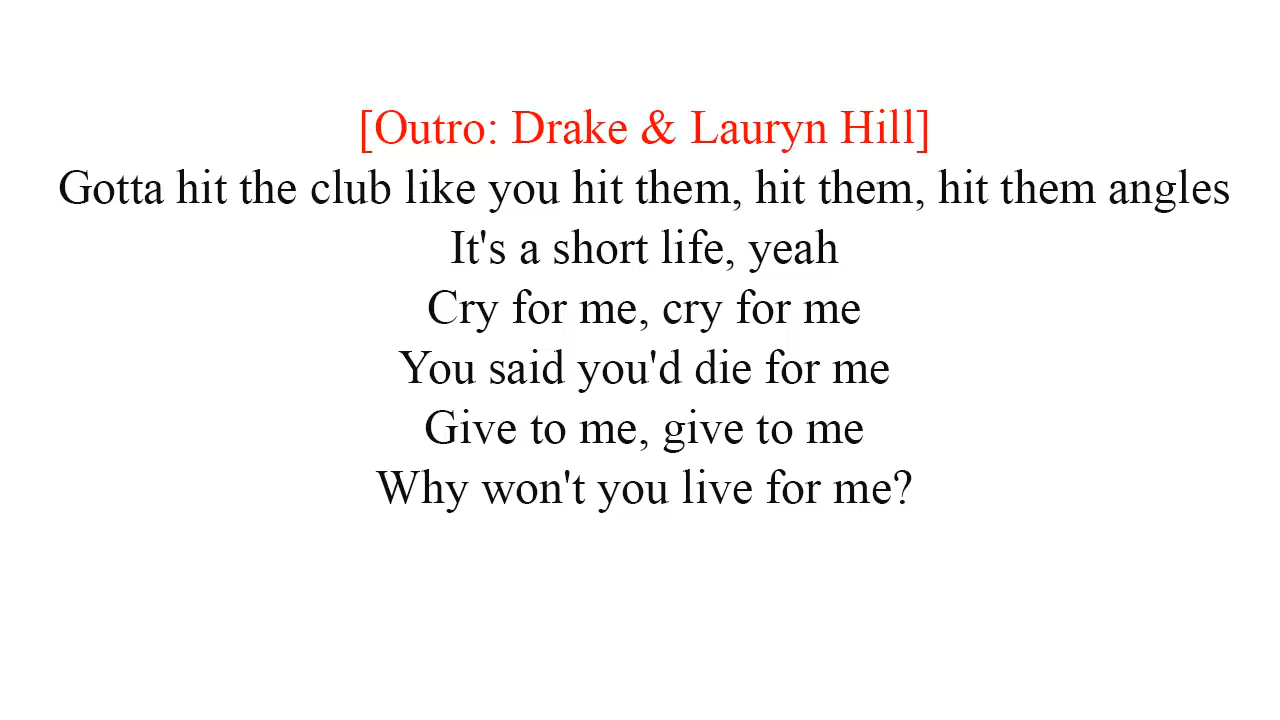 [Outro: Drake & Lauryn Hill]
Gotta hit the club like you hit them, hit them, hit them angles
It's a short life, yeah
Cry for me, cry for me
You said you'd die for me
Give to me, give to me
Why won't you live for me?